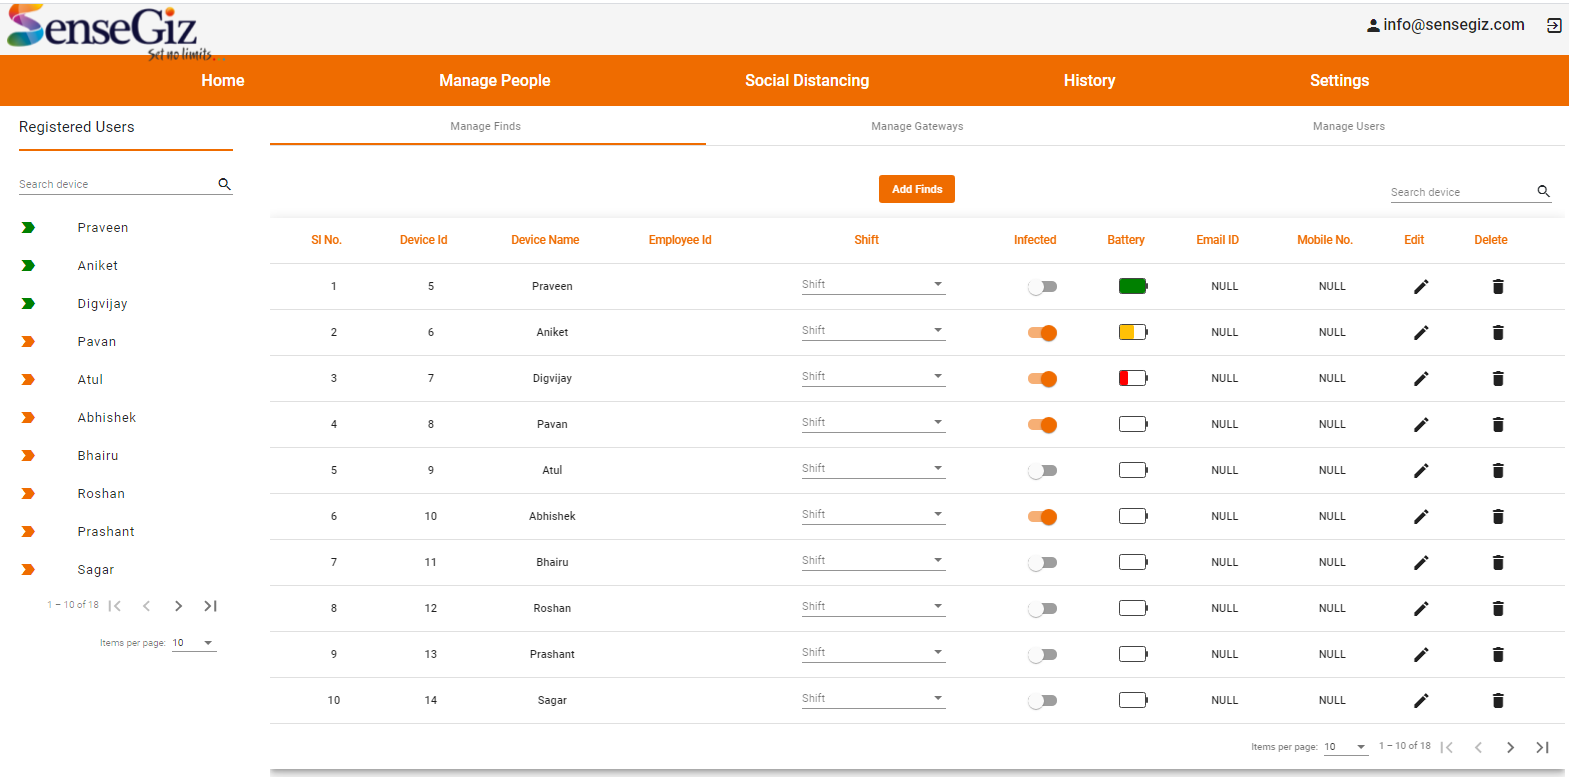 SenseGiz
Set no limits.
info@sensegiz.com
Home Manage People Social Distancing History Settings
Registered Users
Search device
Praveen
Aniket
Digvijay
Pavan
Atul
Abhishek
Bhairu
Roshan
Prashant
Sagar
1 – 10 of 18
Items per page: 10
Manage Finds Manage Gateways Manage Users
Add Finds
Search device
Sl No. Device Id Device Name Employee Id Shift Infected Battery Email ID Mobile No. Edit Delete
1 5 Praveen Shift NULL NULL
2 6 Aniket Shift NULL NULL
3 7 Digvijay Shift NULL NULL
4 8 Pavan Shift NULL NULL
5 9 Atul Shift NULL NULL
6 10 Abhishek Shift NULL NULL
7 11 Bhairu Shift NULL NULL
8 12 Roshan Shift NULL NULL
9 13 Prashant Shift NULL NULL
10 14 Sagar Shift NULL NULL
Items per page: 10 1 – 10 of 18